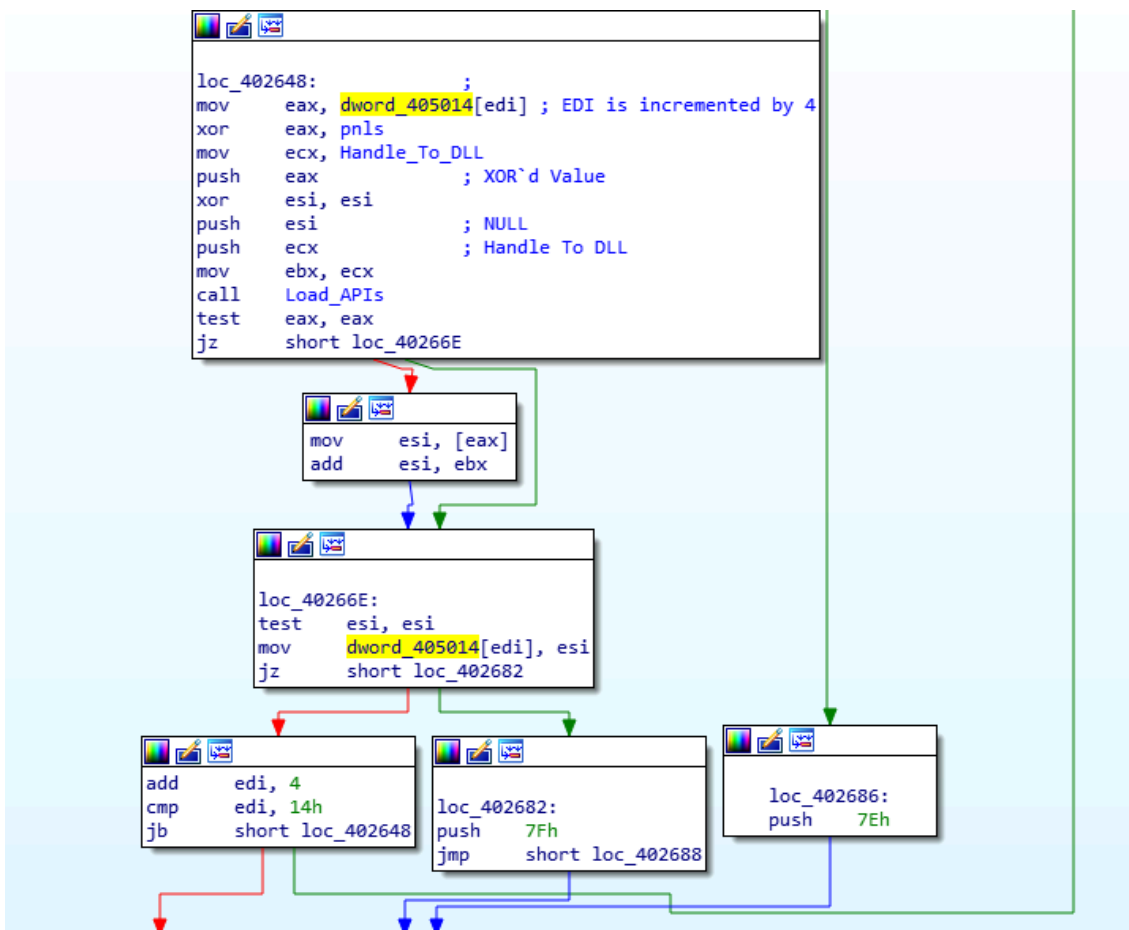 loc_402648: ;
mov eax, dword_405014[edi] ; EDI is incremented by 4
xor eax, pnls
mov ecx, Handle_To_DLL
push eax ; XOR`d Value
xor esi, esi
push esi ; NULL
push ecx ; Handle To DLL
mov ebx, ecx
call Load_APIs
test eax, eax
jz short loc_40266E
mov esi, [eax]
add esi, ebx
loc_40266E:
test esi, esi
mov dword_405014[edi], esi
jz short loc_402682
add edi, 4
cmp edi, 14h
jb short loc_402648
loc_402682:
push 7Fh
jmp short loc_402688
loc_402686:
push 7Eh